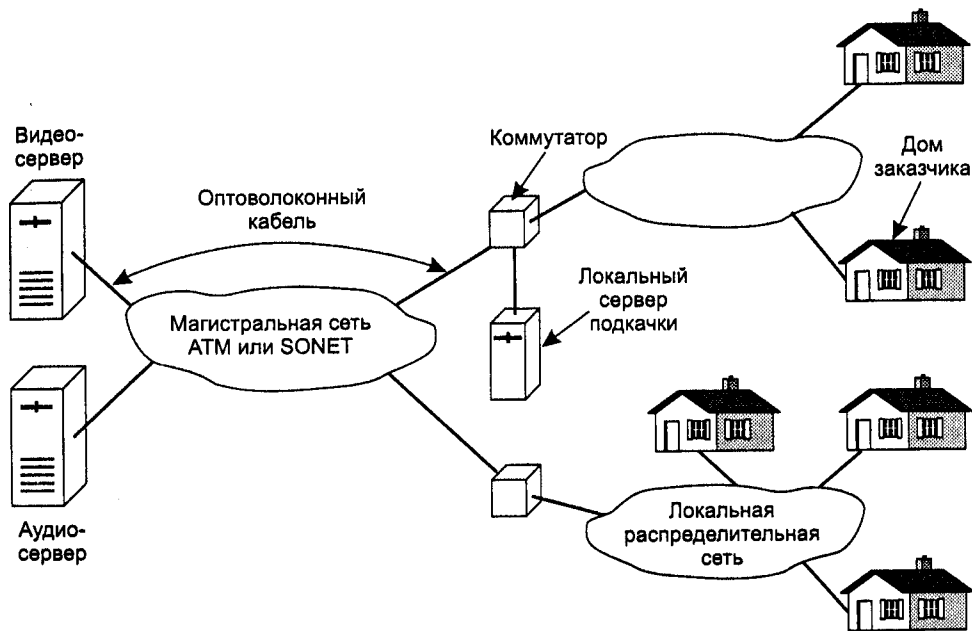 Видео-
сервер
Оптоволоконный
кабель
Коммутатор
Дом
заказчика
Локальный
сервер
подкачки
Магистральная сеть
ATM или SONET
Аудио-
сервер
Локальная
распределительная
сеть